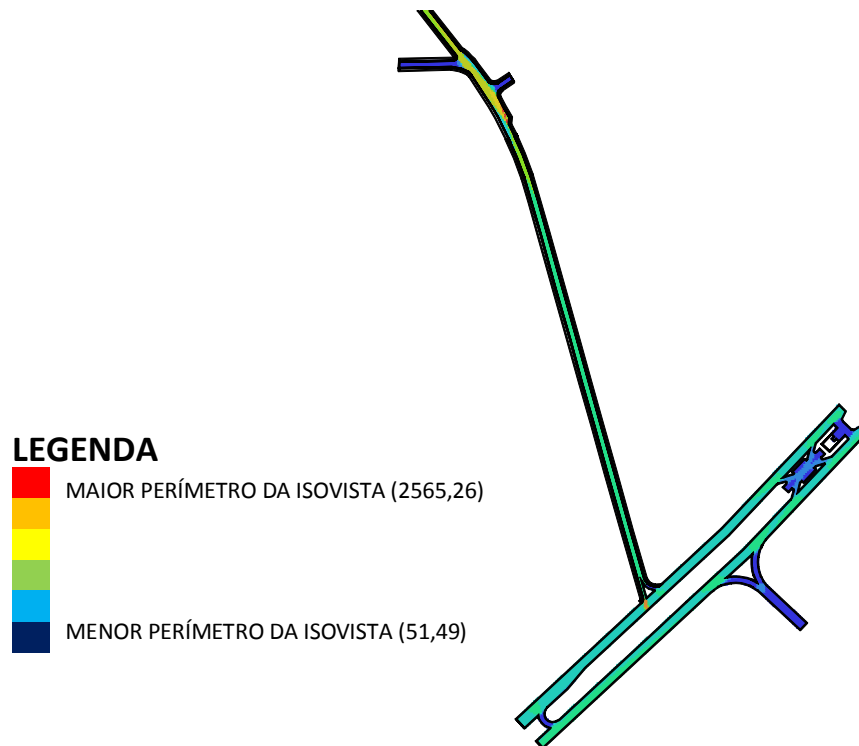 LEGENDA
MAIOR PERÍMETRO DA ISOVISTA (2565,26)
MENOR PERÍMETRO DA ISOVISTA (51,49)